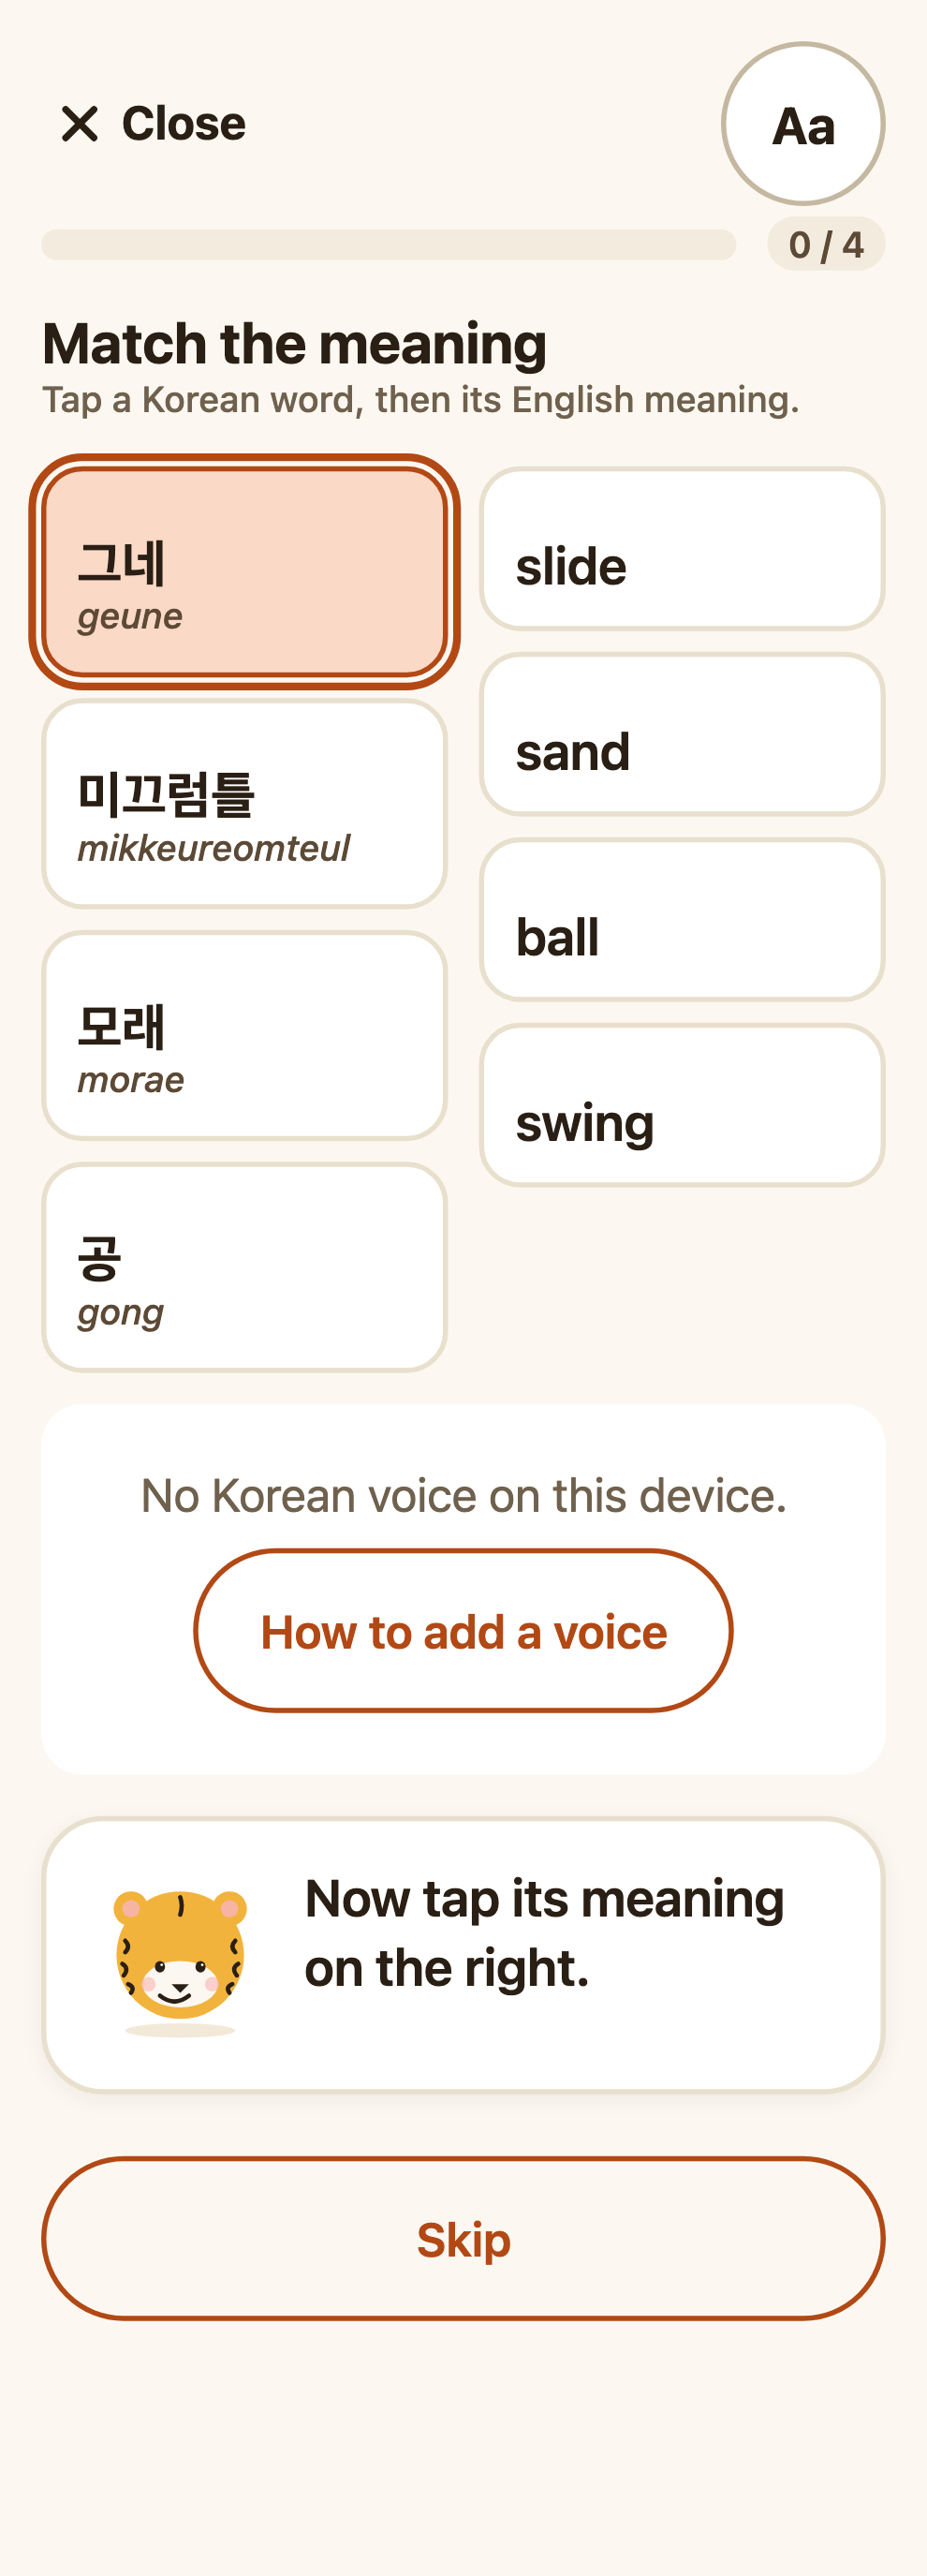 Close
Aa
0 / 4
Match the meaning
Tap a Korean word, then its English meaning.
그네
geune
미끄럼틀
mikkeureomteul
모래
morae
공
gong
slide
sand
ball
swing
No Korean voice on this device.
How to add a voice
Now tap its meaning
on the right.
Skip